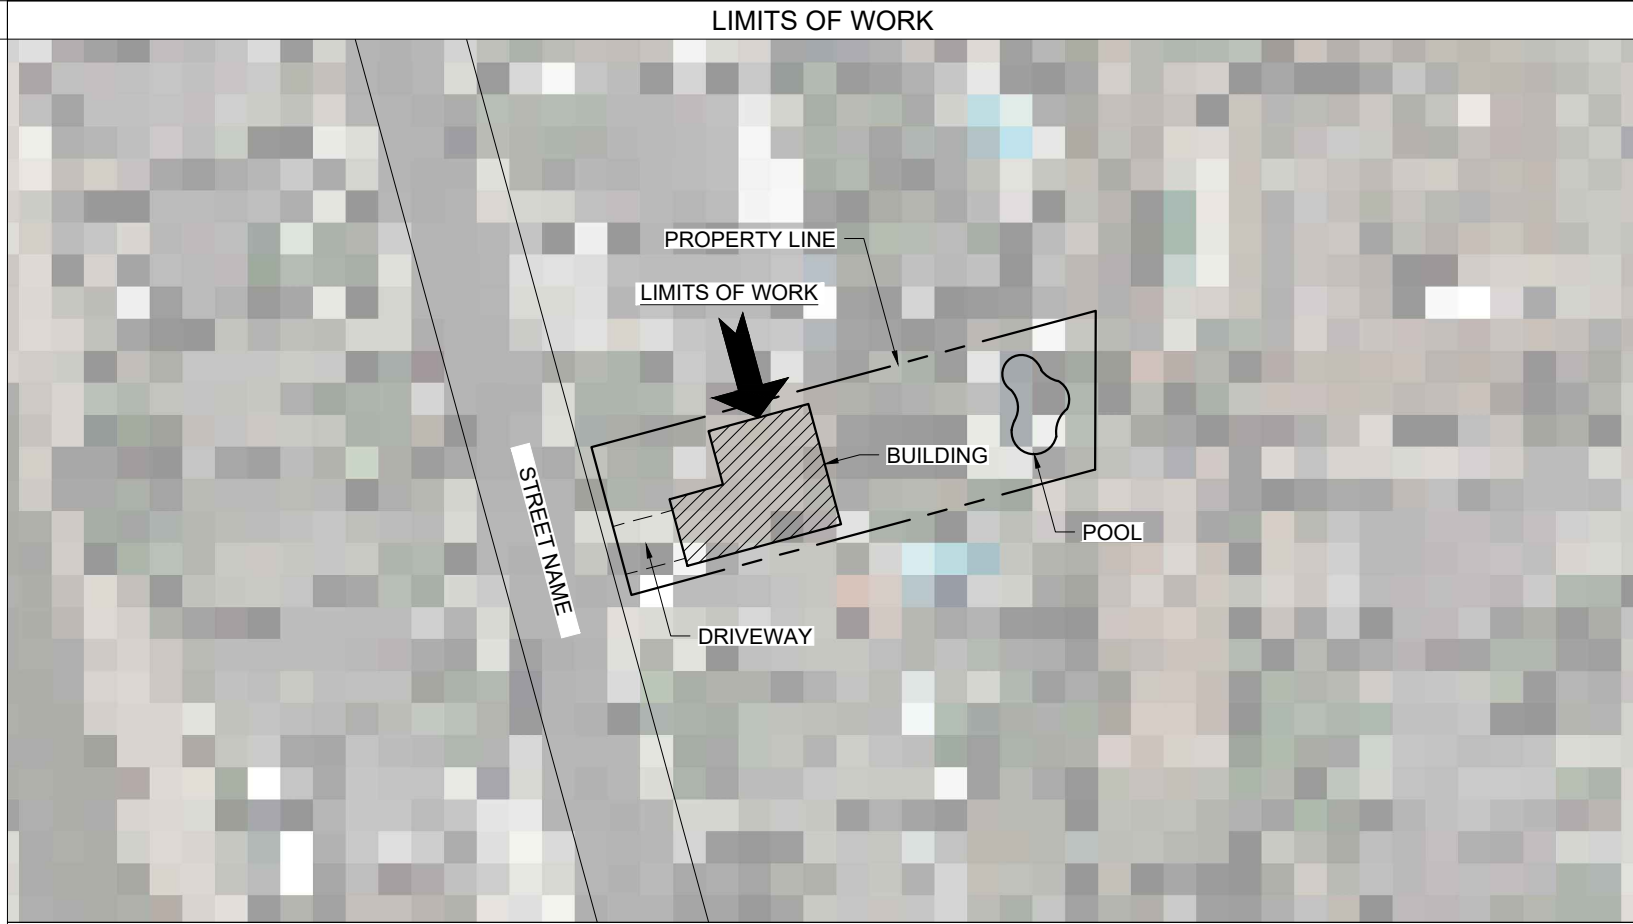 LIMITS OF WORK
PROPERTY LINE
LIMITS OF WORK
BUILDING
STREET NAME
POOL
DRIVEWAY